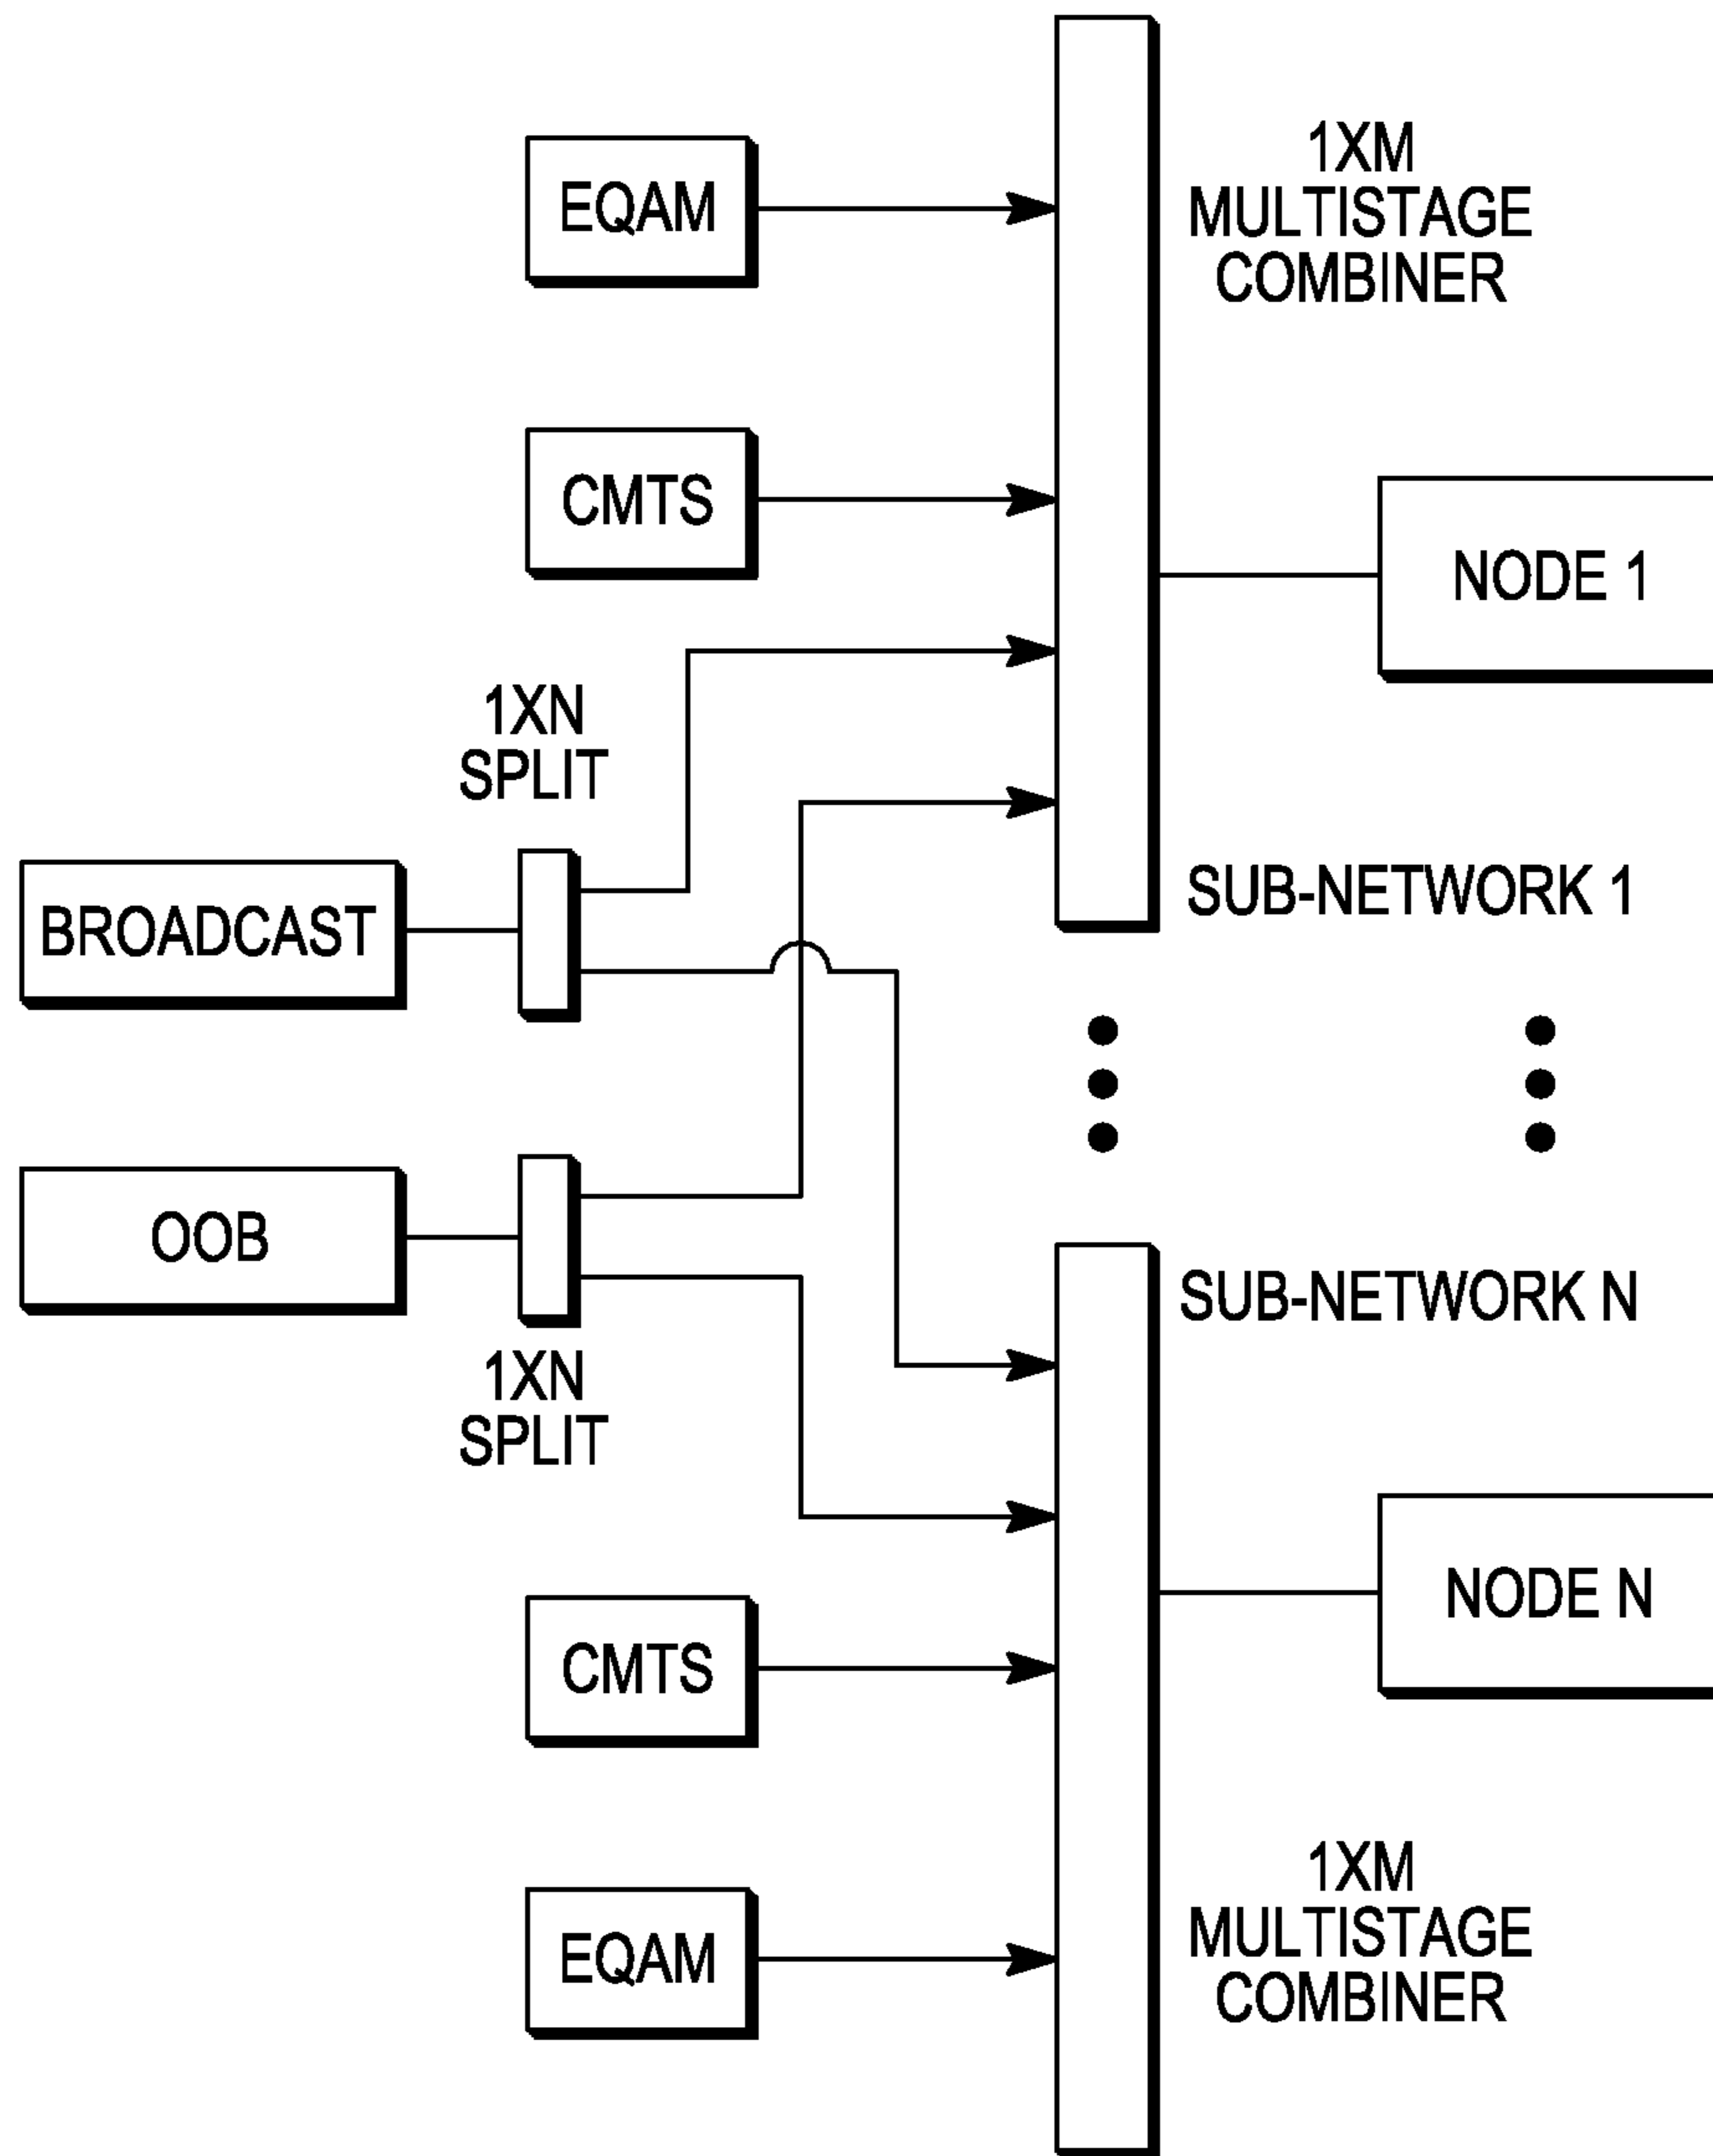 EQAM
1XM
MULTISTAGE
COMBINER
CMTS
NODE 1
1XN
SPLIT
BROADCAST
SUB-NETWORK 1
OOB
SUB-NETWORK N
1XN
SPLIT
CMTS
NODE N
EQAM
1XM
MULTISTAGE
COMBINER